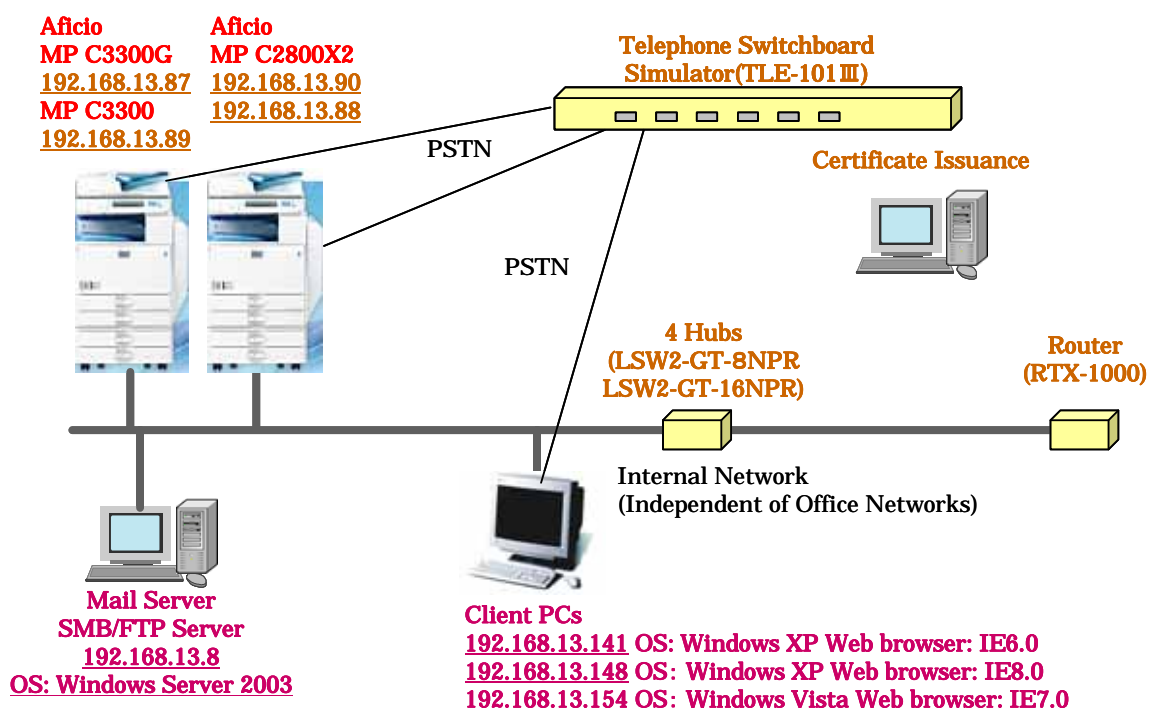 Aficio
MP C3300G
192.168.13.87
MP C3300
192.168.13.89
Aficio
MP C2800X2
192.168.13.90
192.168.13.88
Telephone Switchboard
Simulator(TLE-101Ⅲ)
PSTN
Certificate Issuance
PSTN
4 Hubs
(LSW2-GT-8NPR
LSW2-GT-16NPR)
Router
(RTX-1000)
Internal Network
(Independent of Office Networks)
Mail Server
SMB/FTP Server
192.168.13.8
OS: Windows Server 2003
Client PCs
192.168.13.141 OS: Windows XP Web browser: IE6.0
192.168.13.148 OS: Windows XP Web browser: IE8.0
192.168.13.154 OS: Windows Vista Web browser: IE7.0